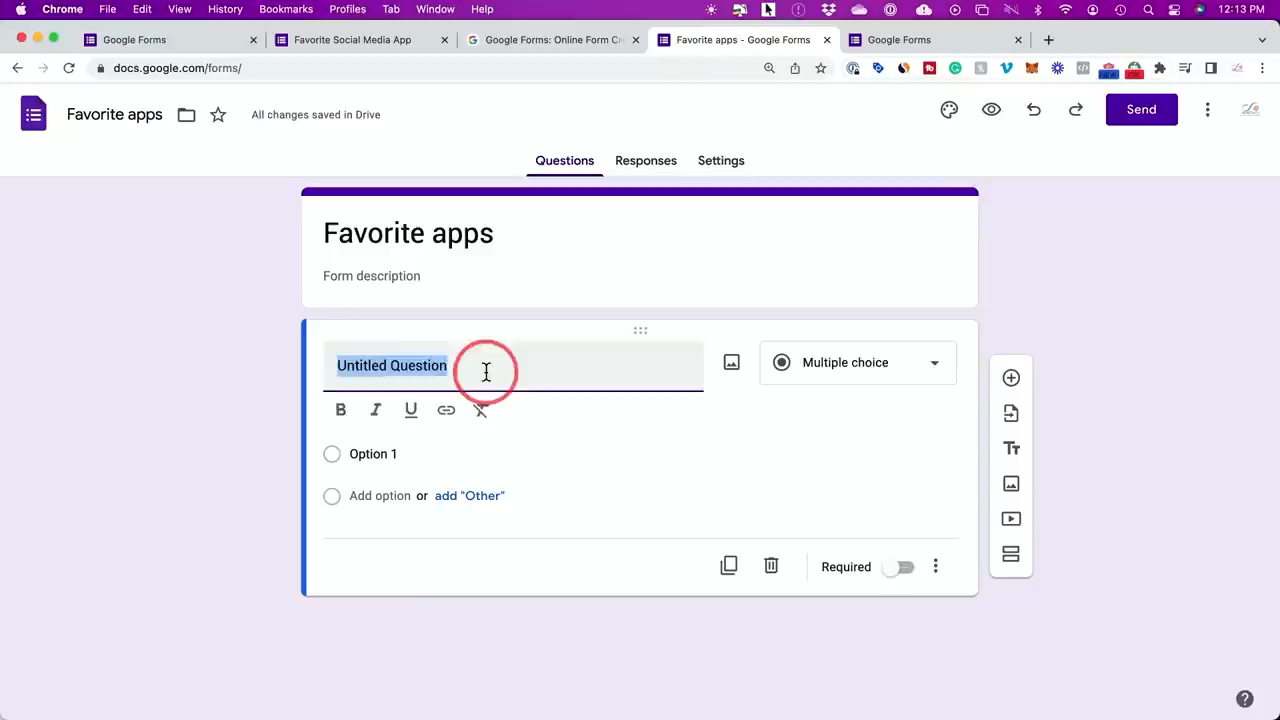 Chrome File Edit View History Bookmarks Profiles Tab Window Help 12:13 PM
Google Forms Favorite Social Media App Google Forms: Online Form Cre Favorite apps - Google Forms Google Forms
docs.google.com/forms/
Favorite apps All changes saved in Drive Send
Questions Responses Settings
Favorite apps
Form description
Untitled Question Multiple choice
B I U
Option 1
Tt
Add option or add "Other"
Required
?